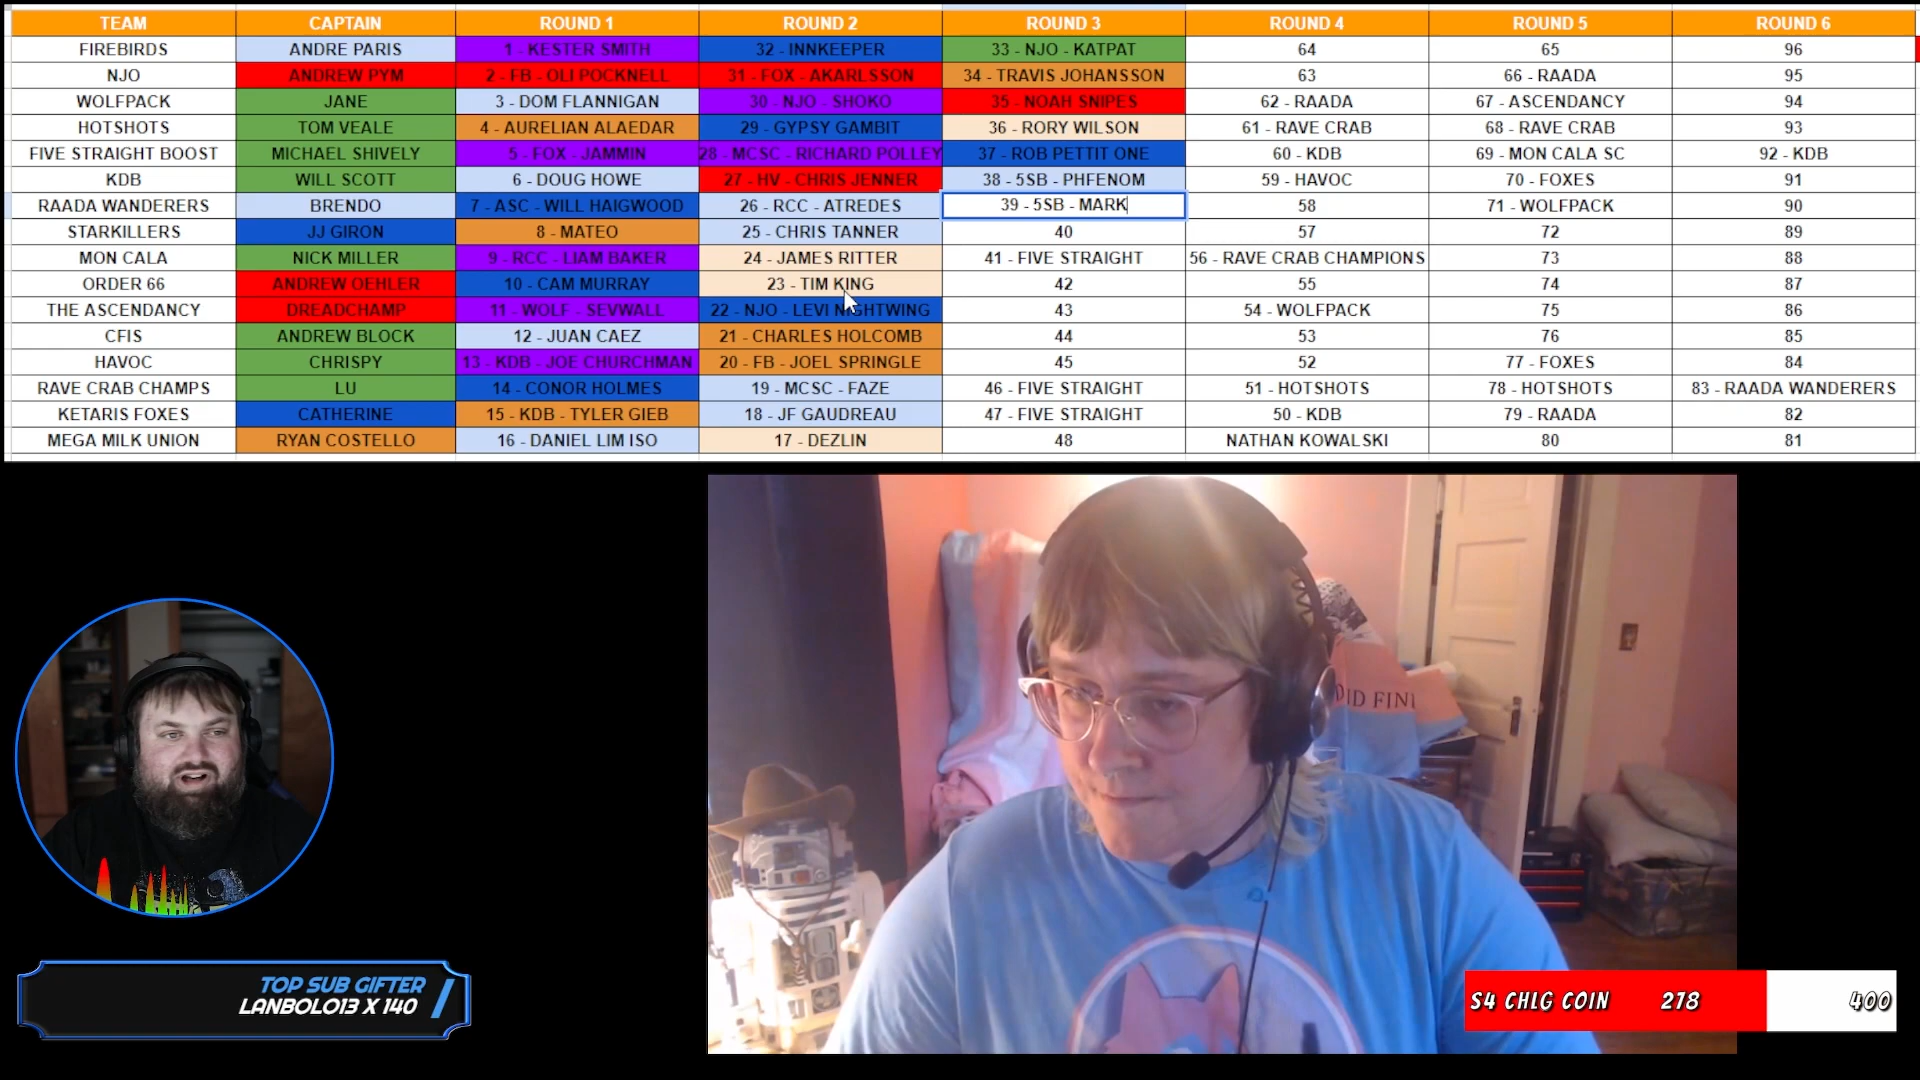 TEAM CAPTAIN ROUND 1 ROUND 2 ROUND 3 ROUND 4 ROUND 5 ROUND 6
FIREBIRDS ANDRE PARIS 1 - KESTER SMITH 32 - INNKEEPER 33 - NJO - KATPAT 64 65 96
NJO ANDREW PYM 2 - FB - OLI POCKNELL 31 - FOX - AKARLSSON 34 - TRAVIS JOHANSSON 63 66 - RAADA 95
WOLFPACK JANE 3 - DOM FLANNIGAN 30 - NJO - SHOKO 35 - NOAH SNIPES 62 - RAADA 67 - ASCENDANCY 94
HOTSHOTS TOM VEALE 4 - AURELIAN ALAEDAR 29 - GYPSY GAMBIT 36 - RORY WILSON 61 - RAVE CRAB 68 - RAVE CRAB 93
FIVE STRAIGHT BOOST MICHAEL SHIVELY 5 - FOX - JAMMIN 28 - MCSC - RICHARD POLLEY 37 - ROB PETTIT ONE 60 - KDB 69 - MON CALA SC 92 - KDB
KDB WILL SCOTT 6 - DOUG HOWE 27 - HV - CHRIS JENNER 38 - 5SB - PHFENOM 59 - HAVOC 70 - FOXES 91
RAADA WANDERERS BRENDO 7 - ASC - WILL HAIGWOOD 26 - RCC - ATREDES 39 - 5SB - MARK 58 71 - WOLFPACK 90
STARKILLERS JJ GIRON 8 - MATEO 25 - CHRIS TANNER 40 57 72 89
MON CALA NICK MILLER 9 - RCC - LIAM BAKER 24 - JAMES RITTER 41 - FIVE STRAIGHT 56 - RAVE CRAB CHAMPIONS 73 88
ORDER 66 ANDREW OEHLER 10 - CAM MURRAY 23 - TIM KING 42 55 74 87
THE ASCENDANCY DREADCHAMP 11 - WOLF - SEVWALL 22 - NJO - LEVI NIGHTWING 43 54 - WOLFPACK 75 86
CFIS ANDREW BLOCK 12 - JUAN CAEZ 21 - CHARLES HOLCOMB 44 53 76 85
HAVOC CHRISPY 13 - KDB - JOE CHURCHMAN 20 - FB - JOEL SPRINGLE 45 52 77 - FOXES 84
RAVE CRAB CHAMPS LU 14 - CONOR HOLMES 19 - MCSC - FAZE 46 - FIVE STRAIGHT 51 - HOTSHOTS 78 - HOTSHOTS 83 - RAADA WANDERERS
KETARIS FOXES CATHERINE 15 - KDB - TYLER GIEB 18 - JF GAUDREAU 47 - FIVE STRAIGHT 50 - KDB 79 - RAADA 82
MEGA MILK UNION RYAN COSTELLO 16 - DANIEL LIM ISO 17 - DEZLIN 48 NATHAN KOWALSKI 80 81
DID FINI
TOP SUB GIFTER
LANBOLO13 X 140
S4 CHLG COIN 278 400